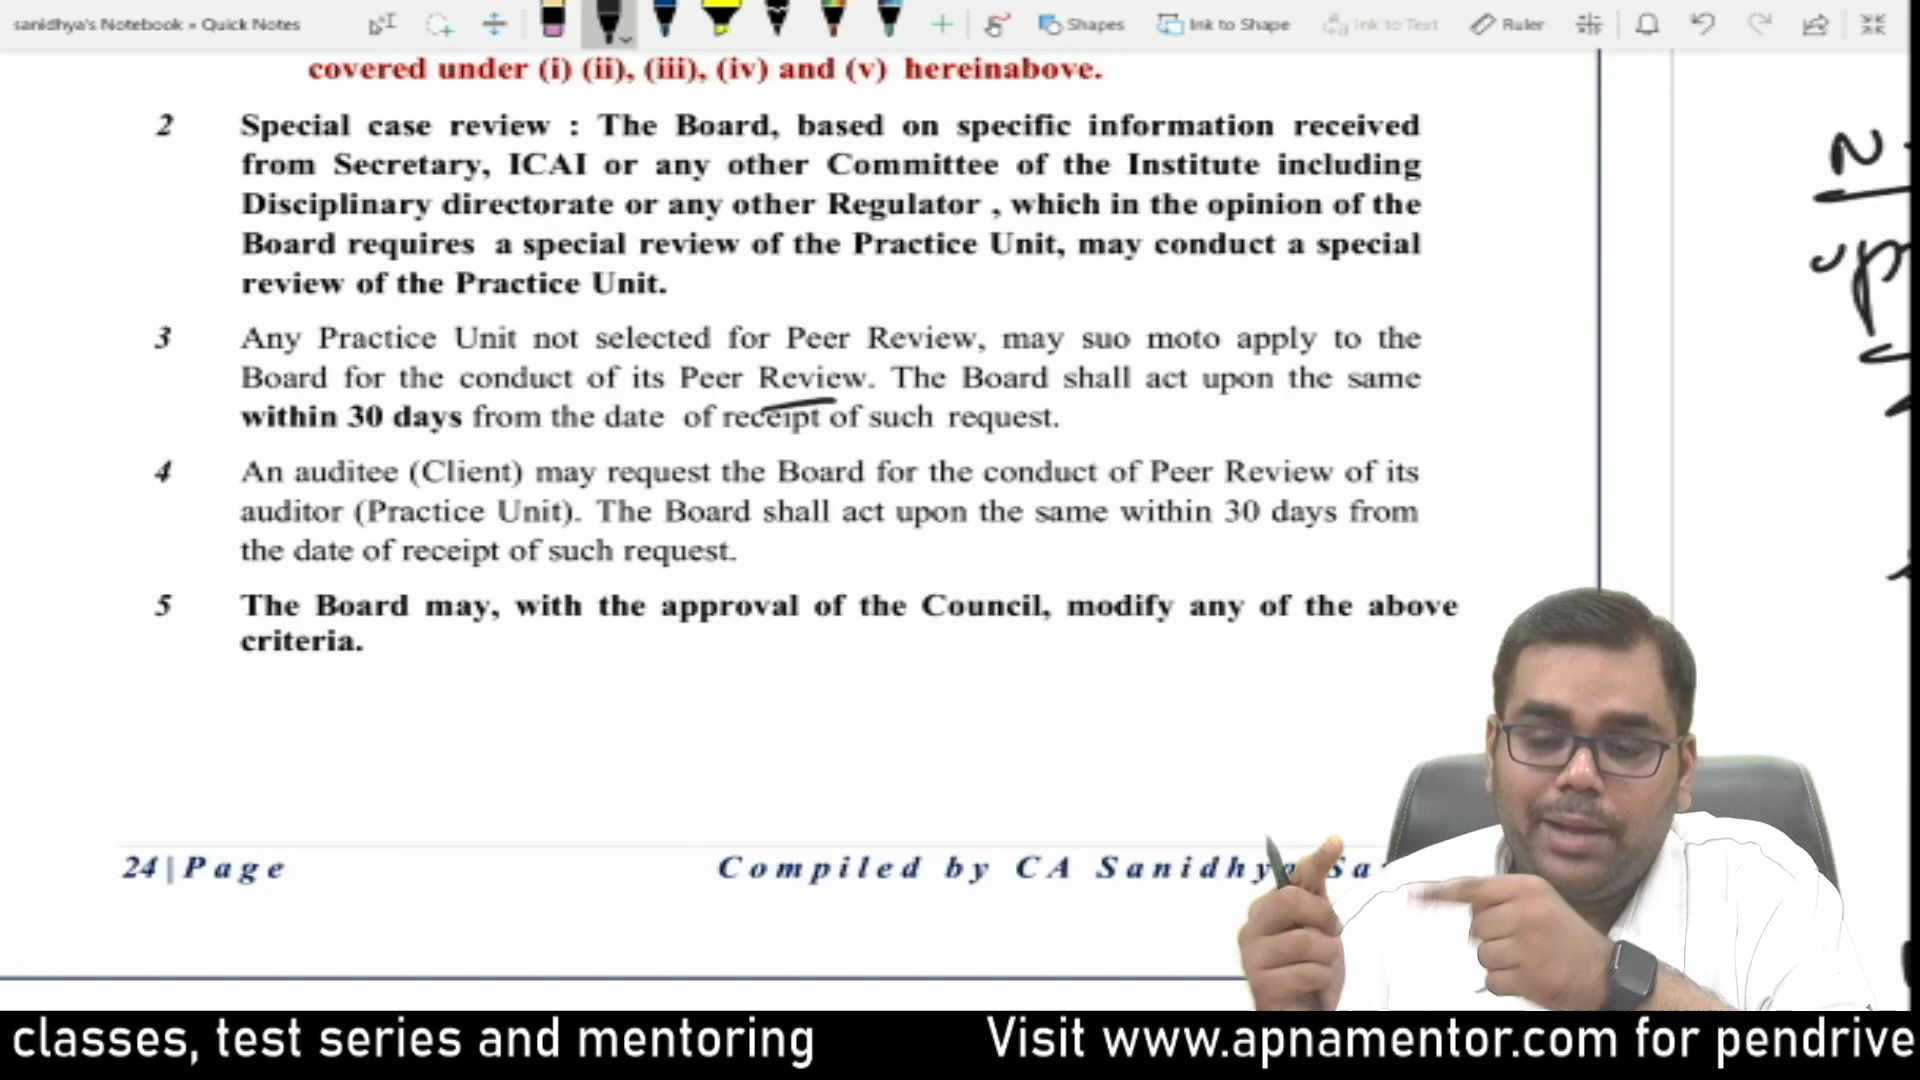 sanidhya's Notebook » Quick Notes
Shapes
Ink to Shape
Ink to Text
Ruler
covered under (i) (ii), (iii), (iv) and (v) hereinabove.
2 Special case review : The Board, based on specific information received
from Secretary, ICAI or any other Committee of the Institute including
Disciplinary directorate or any other Regulator , which in the opinion of the
Board requires a special review of the Practice Unit, may conduct a special
review of the Practice Unit.
3 Any Practice Unit not selected for Peer Review, may suo moto apply to the
Board for the conduct of its Peer Review. The Board shall act upon the same
within 30 days from the date of receipt of such request.
4 An auditee (Client) may request the Board for the conduct of Peer Review of its
auditor (Practice Unit). The Board shall act upon the same within 30 days from
the date of receipt of such request.
5 The Board may, with the approval of the Council, modify any of the above
criteria.
24|Page
Compiled by CA Sanidhya Sa
classes, test series and mentoring
Visit www.apnamentor.com for pendrive